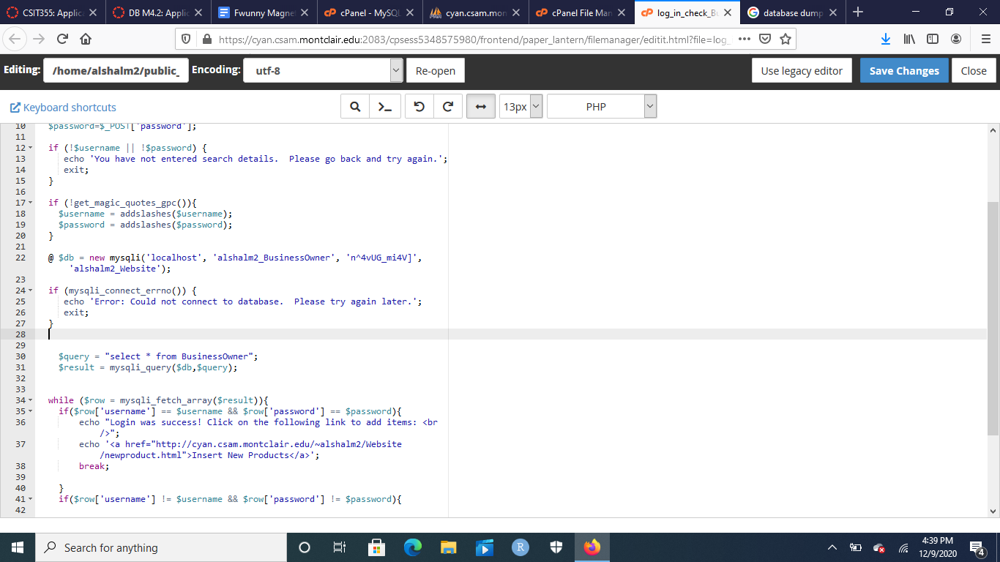 CSIT355: Applica
DB M4.2: Applic
Fwunny Magnet
cPanel - MySQL
cyan.csam.mon
cPanel File Man
log_in_check_Bu
database dump
https://cyan.csam.montclair.edu:2083/cpsess5348575980/frontend/paper_lantern/filemanager/editit.html?file=log_
Editing: /home/alshalm2/public_ Encoding: utf-8 Re-open Use legacy editor Save Changes Close
Keyboard shortcuts 13px PHP
10 $password=$_POST['password'];
11
12 if (!$username || !$password) {
13 echo 'You have not entered search details.  Please go back and try again.';
14 exit;
15 }
16
17 if (!get_magic_quotes_gpc()){
18 $username = addslashes($username);
19 $password = addslashes($password);
20 }
21
22 @ $db = new mysqli('localhost', 'alshalm2_BusinessOwner', 'n^4vUG_mi4V]',
'alshalm2_Website');
23
24 if (mysqli_connect_errno()) {
25 echo 'Error: Could not connect to database.  Please try again later.';
26 exit;
27 }
28
29
30 $query = "select * from BusinessOwner";
31 $result = mysqli_query($db,$query);
32
33
34 while ($row = mysqli_fetch_array($result)){
35 if($row['username'] == $username && $row['password'] == $password){
36 echo "Login was success! Click on the following link to add items: <br
/>";
37 echo '<a href="http://cyan.csam.montclair.edu/~alshalm2/Website
/newproduct.html">Insert New Products</a>';
38 break;
39
40 }
41 if($row['username'] != $username && $row['password'] != $password){
42
Search for anything
R
4:39 PM
12/9/2020
4